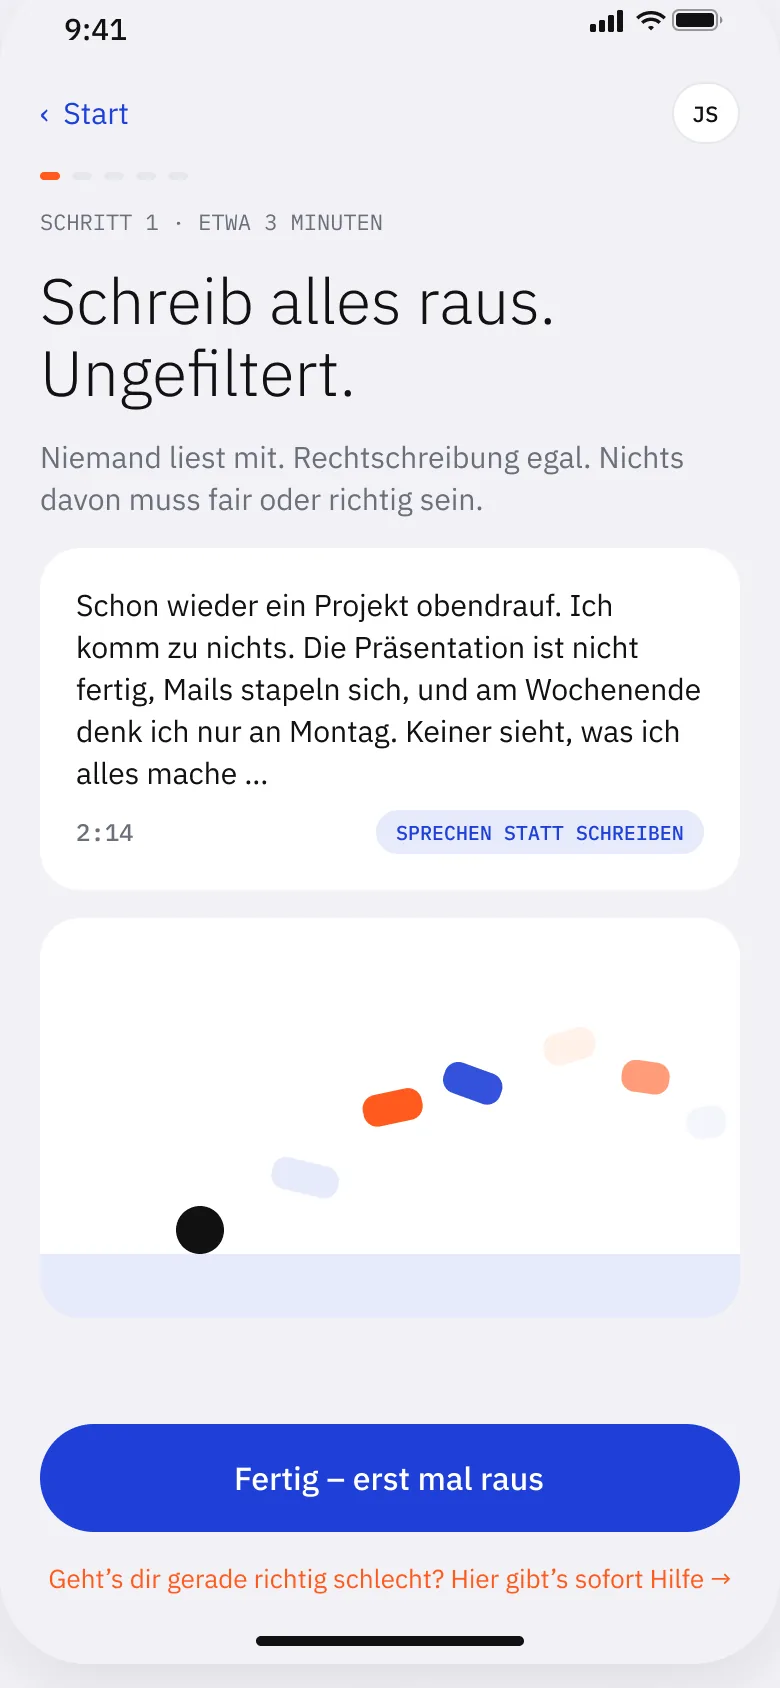 9:41
‹ Start
JS
SCHRITT 1 · ETWA 3 MINUTEN
Schreib alles raus.
Ungefiltert.
Niemand liest mit. Rechtschreibung egal. Nichts
davon muss fair oder richtig sein.
Schon wieder ein Projekt obendrauf. Ich
komm zu nichts. Die Präsentation ist nicht
fertig, Mails stapeln sich, und am Wochenende
denk ich nur an Montag. Keiner sieht, was ich
alles mache ...
2:14
SPRECHEN STATT SCHREIBEN
Fertig – erst mal raus
Geht’s dir gerade richtig schlecht? Hier gibt’s sofort Hilfe →